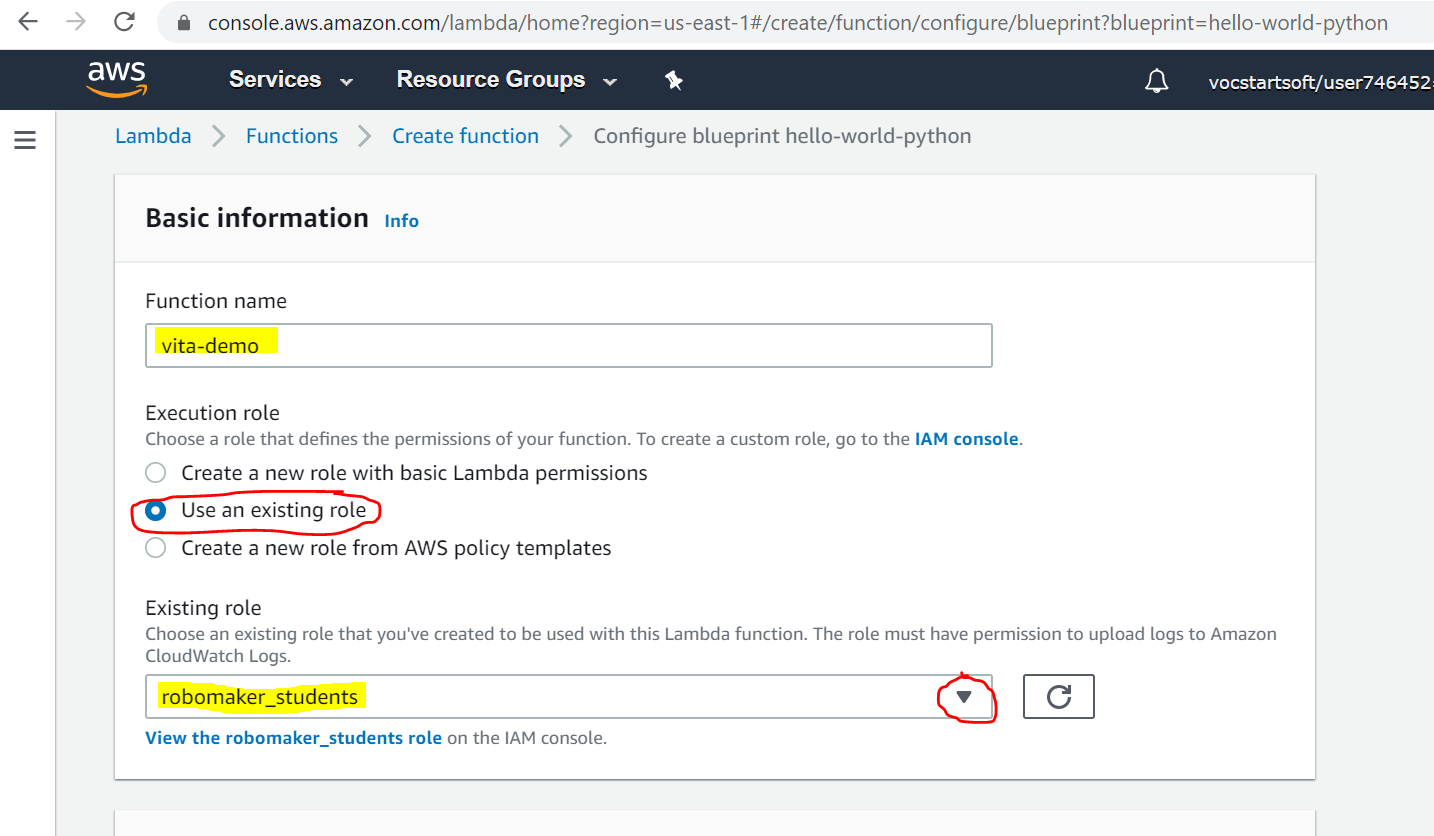 console.aws.amazon.com/lambda/home?region=us-east-1#/create/function/configure/blueprint?blueprint=hello-world-python
aws Services Resource Groups vocstartsoft/user746452
Lambda Functions Create function Configure blueprint hello-world-python
Basic information Info
Function name
vita-demo
Execution role
Choose a role that defines the permissions of your function. To create a custom role, go to the IAM console.
Create a new role with basic Lambda permissions
Use an existing role
Create a new role from AWS policy templates
Existing role
Choose an existing role that you've created to be used with this Lambda function. The role must have permission to upload logs to Amazon
CloudWatch Logs.
robomaker_students
View the robomaker_students role on the IAM console.